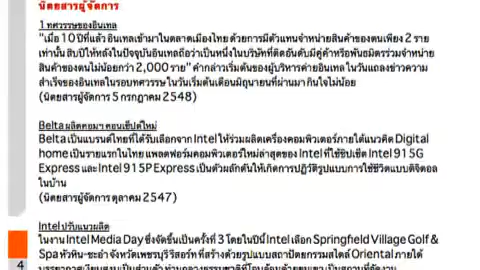 นิตยสารผู้จัดการ
1 ทศวรรษของอินเทล
"เมื่อ 10 ปีที่แล้ว อินเทลเข้ามาในตลาดเมืองไทย ด้วยการมีตัวแทนจำหน่ายสินค้าของตนเพียง 2 ราย
เท่านั้น สิบปีให้หลังในปัจจุบันอินเทลถือว่าเป็นหนึ่งในบริษัทที่ติดอันดับมีคู่ค้าหรือพันธมิตรร่วมจำหน่าย
สินค้าของตนไม่น้อยกว่า 2,000 ราย" คำกล่าวเริ่มต้นของผู้บริหารค่ายอินเทล ในวันแถลงข่าวความ
สำเร็จของอินเทลในรอบทศวรรษ ในวันเริ่มต้นเดือนมิถุนายนที่ผ่านมา กินใจไม่น้อย
(นิตยสารผู้จัดการ 5 กรกฎาคม 2548)
Belta ผลิตคอมฯ คอนเซ็ปต์ใหม่
Belta เป็นแบรนด์ไทยที่ได้รับเลือกจาก Intel ให้ร่วมผลิตเครื่องคอมพิวเตอร์ภายใต้แนวคิด Digital
home เป็นรายแรกในไทย แพลตฟอร์มคอมพิวเตอร์ใหม่ล่าสุดของ Intel ที่ใช้ชิปเซ็ต Intel 915G
Express และ Intel 915P Express เป็นตัวผลักดันให้เกิดการปฏิวัติรูปแบบการใช้ชีวิตแบบดิจิตอล
ในบ้าน
(นิตยสารผู้จัดการ ตุลาคม 2547)
Intel ปรับแนวผลิต
ในงาน Intel Media Day ซึ่งจัดขึ้นเป็นครั้งที่ 3 โดยในปีนี้ Intel เลือก Springfield Village Golf &
Spa หัวหิน-ชะอำ จังหวัดเพชรบุรีรีสอร์ท ที่สร้างด้วยรูปแบบสถาปัตยกรรมสไตล์ Oriental ภายใต้
4